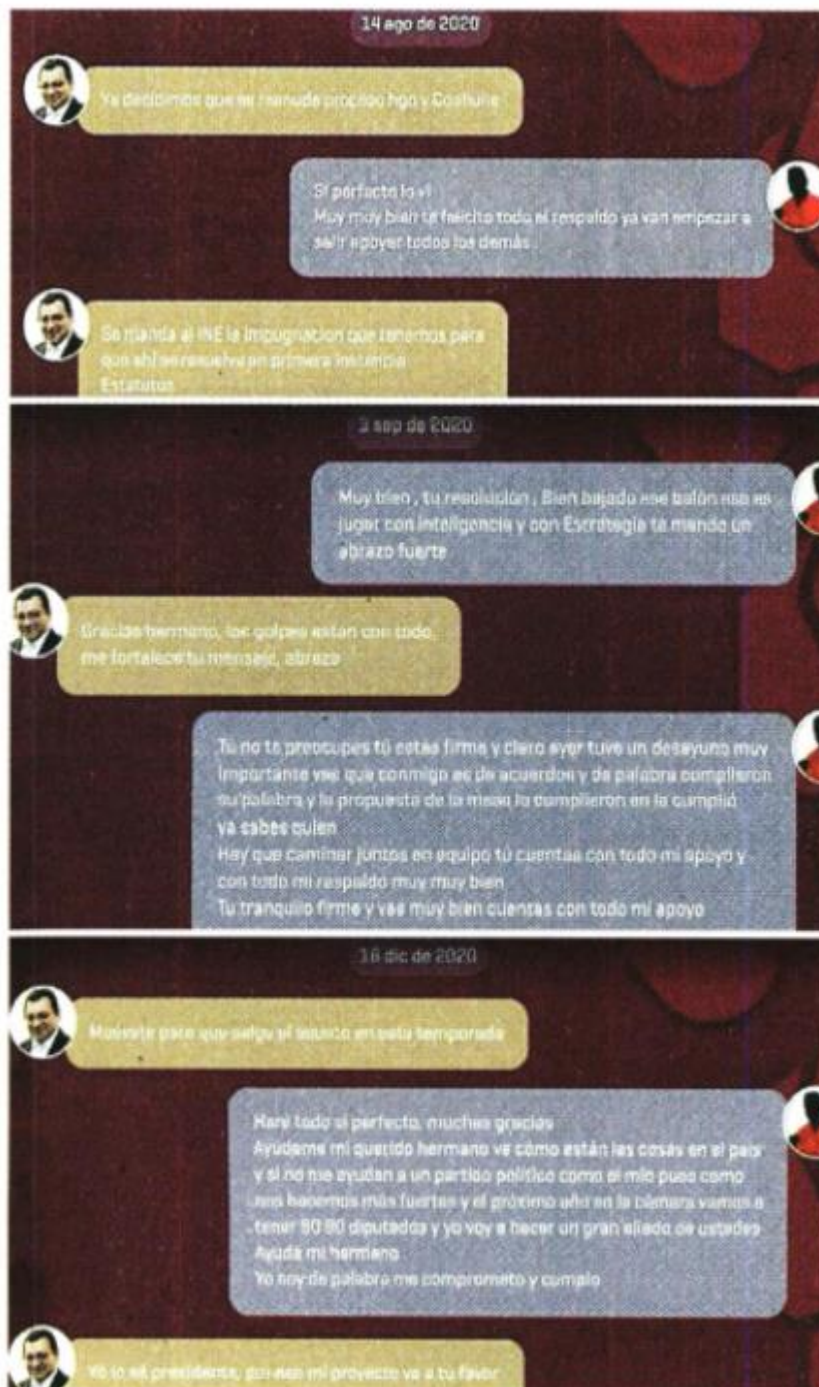 14 ago de 2020
Ya decidimos que se reanuda proceso hgo y Coahuila
Si perfecto lo vi
Muy muy bien te felicito todo el respaldo ya van empezar a
salir apoyar todos los demás .
Se manda al INE la impugnacion que tenemos para
que ahí se resuelva en primera instancia
Estatutos
3 sep de 2020
Muy bien , tu resolución , Bien bajado ese balón eso es
jugar con inteligencia y con Estrategia te mando un
abrazo fuerte
Gracias hermano, los golpes están con todo,
me fortalece tu mensaje, abrazo
Tú no te preocupes tú estás firme y claro ayer tuve un desayuno muy
importante ves que conmigo es de acuerdos y de palabra cumplieron
su palabra y la propuesta de la mesa la cumplieron en la cumplió
ya sabes quien
Hay que caminar juntos en equipo tú cuentas con todo mi apoyo y
con todo mi respaldo muy muy bien
Tu tranquilo firme y vas muy bien cuentas con todo mi apoyo
16 dic de 2020
para que salga el asunto en esta temporada
Haré todo si perfecto, muchas gracias
Ayúdame mi querido hermano ve cómo están las cosas en el país
y si no me ayudan a un partido político como el mío pues como
nos hacemos más fuertes y el próximo año en la cámara vamos a
tener diputados y yo voy a hacer un gran aliado de ustedes
Ayuda mi hermano
Yo soy de palabra me comprometo y cumplo
Yo lo sé presidente, mi proyecto va a tu favor